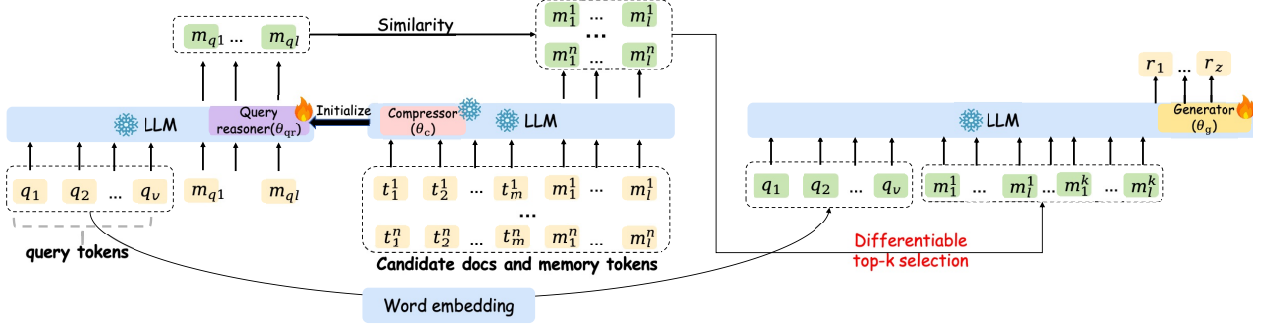 m_{q1} ... m_{ql}
Similarity
m_1^1 ... m_l^1
...
m_1^n ... m_l^n
r_1 ... r_z
LLM
Query
reasoner(θ_{qr})
Initialize
Compressor
(θ_c)
LLM
LLM
Generator
(θ_g)
q_1 q_2 ... q_v m_{q1} m_{ql}
t_1^1 t_2^1 ... t_m^1 m_1^1 ... m_l^1
...
t_1^n t_2^n ... t_m^n m_1^n ... m_l^n
q_1 q_2 ... q_v m_1^1 ... m_l^1 ... m_1^k ... m_l^k
query tokens
Candidate docs and memory tokens
Differentiable
top-k selection
Word embedding